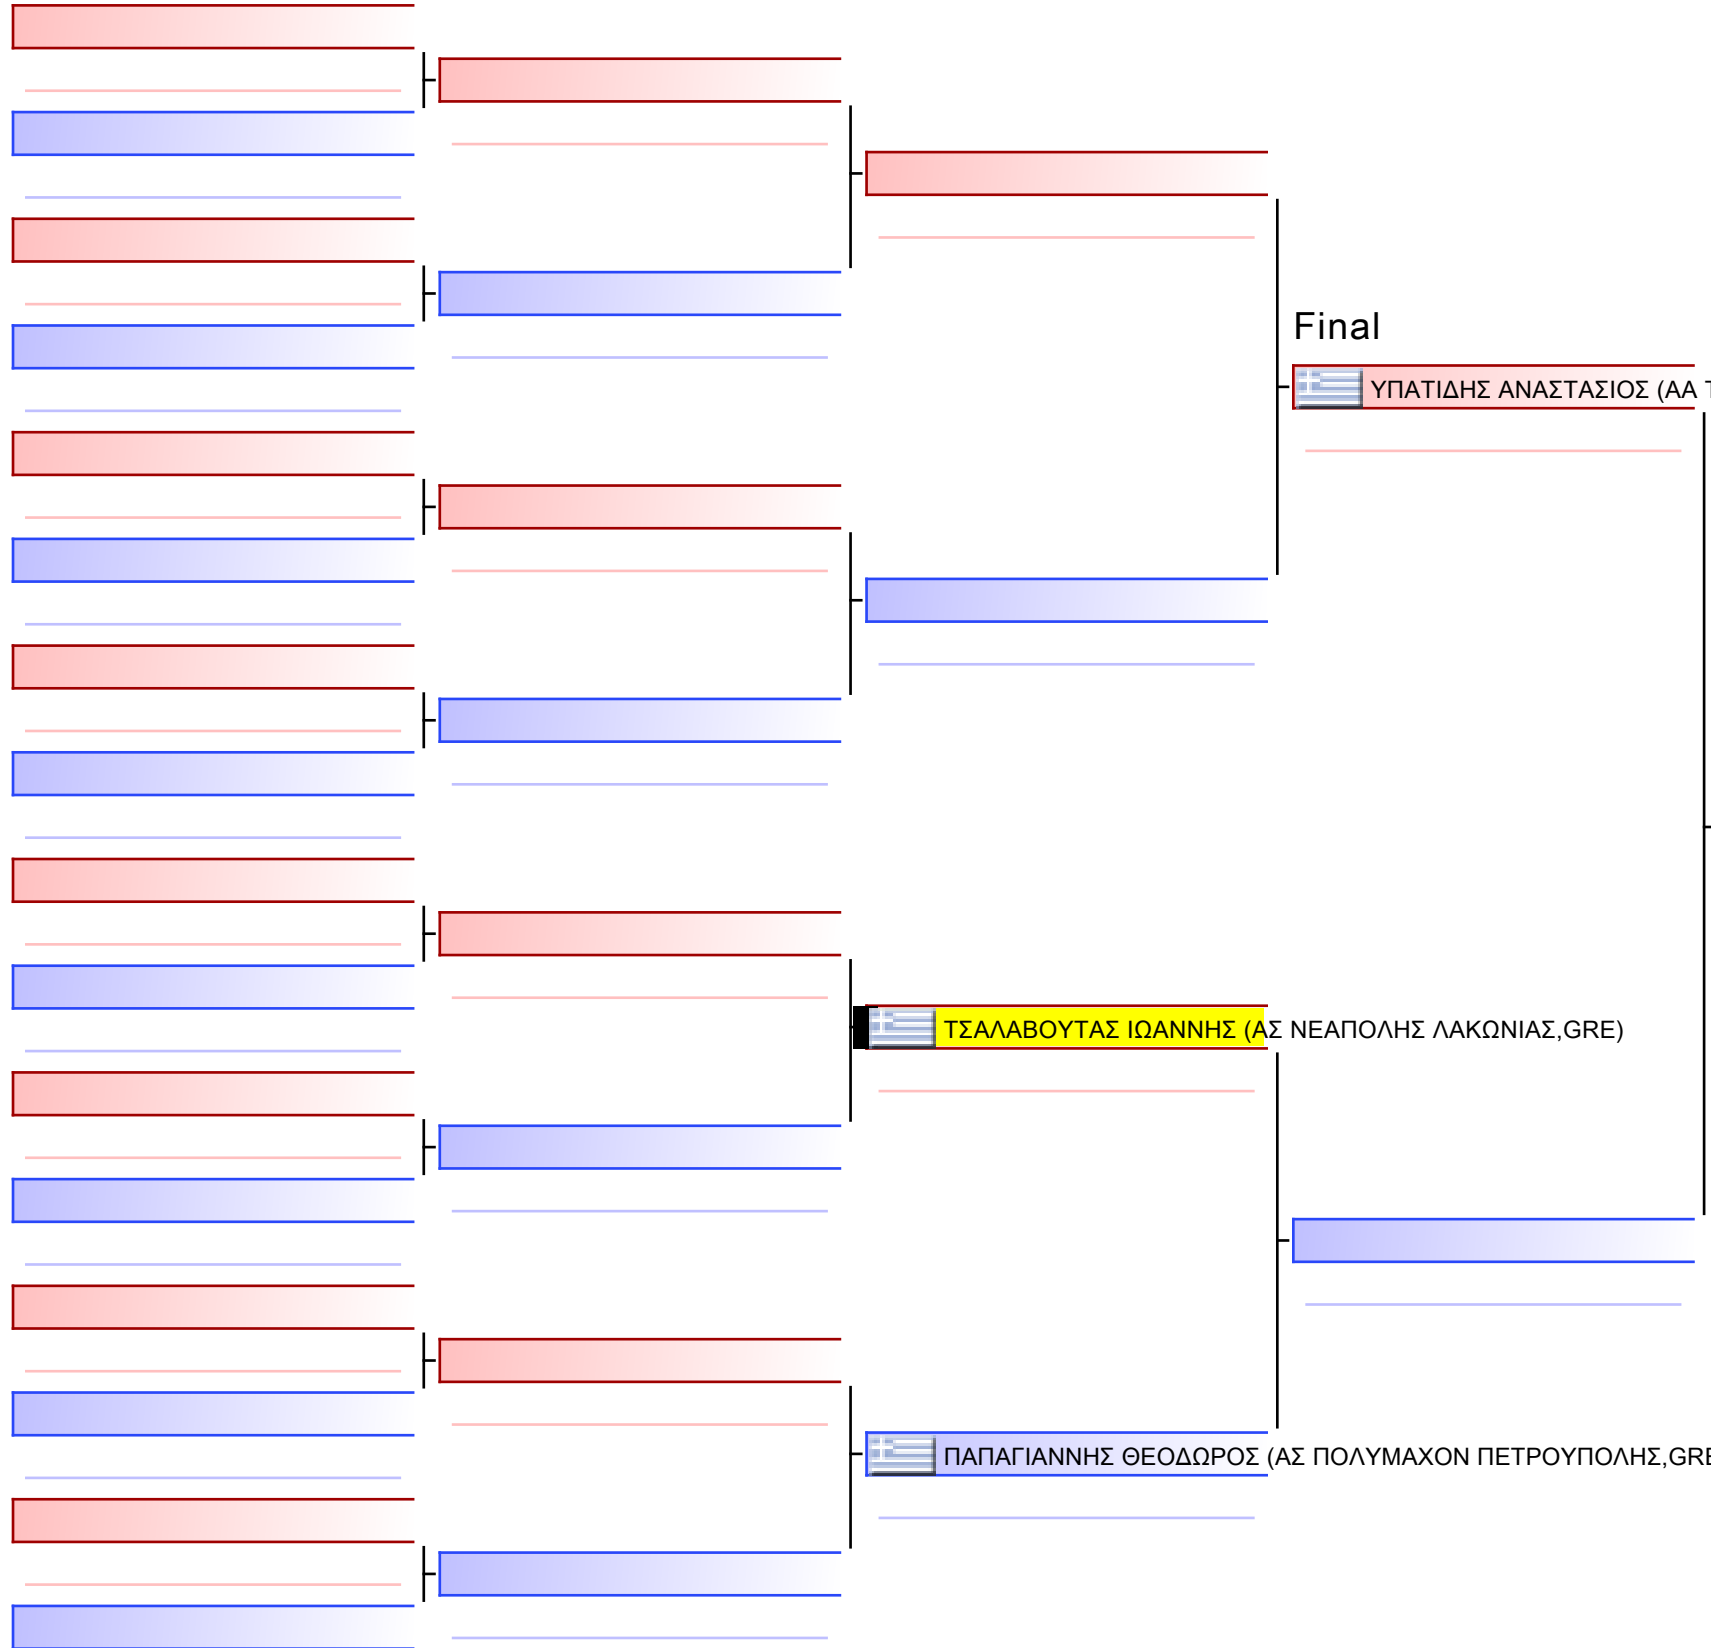 Final
ΥΠΑΤΙΔΗΣ ΑΝΑΣΤΑΣΙΟΣ (ΑΑ
ΤΣΑΛΑΒΟΥΤΑΣ ΙΩΑΝΝΗΣ (ΑΣ ΝΕΑΠΟΛΗΣ ΛΑΚΩΝΙΑΣ,GRE)
ΠΑΠΑΓΙΑΝΝΗΣ ΘΕΟΔΩΡΟΣ (ΑΣ ΠΟΛΥΜΑΧΟΝ ΠΕΤΡΟΥΠΟΛΗΣ,GRE